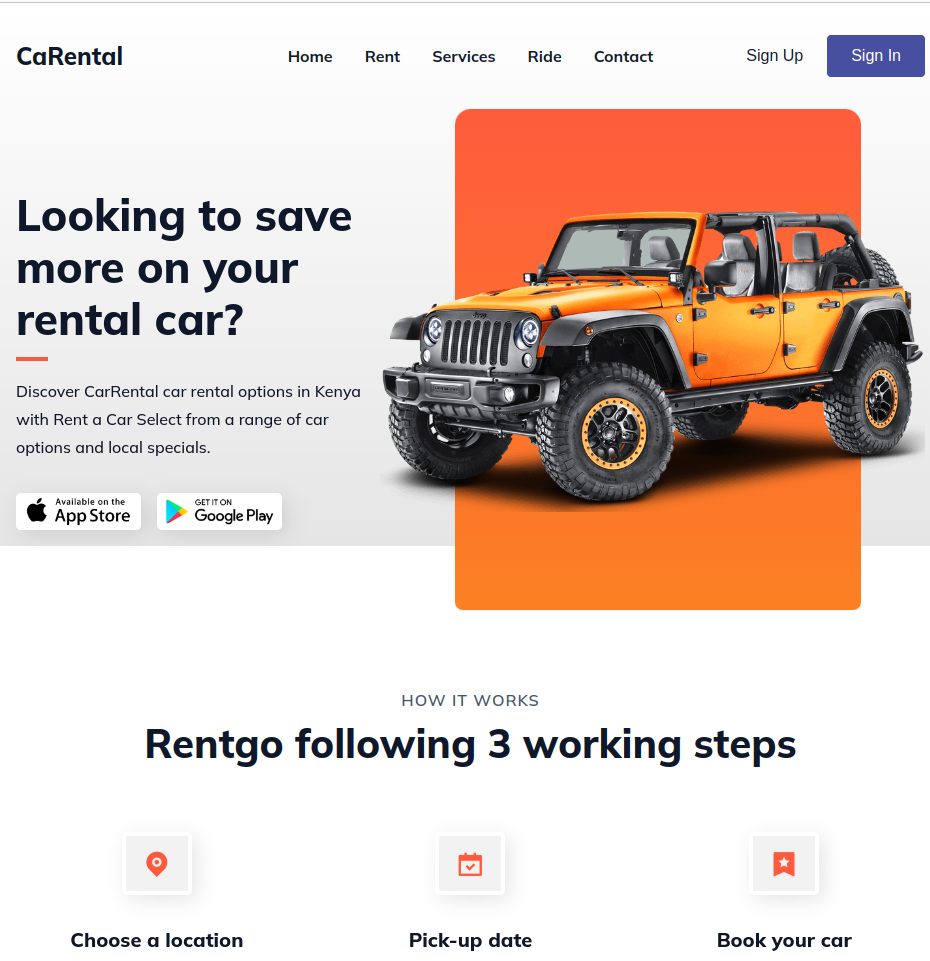 CaRental
Home Rent Services Ride Contact
Sign Up
Sign In
Looking to save
more on your
rental car?
Discover CarRental car rental options in Kenya
with Rent a Car Select from a range of car
options and local specials.
Available on the
App Store
GET IT ON
Google Play
Jeep
HOW IT WORKS
Rentgo following 3 working steps
Choose a location
Pick-up date
Book your car